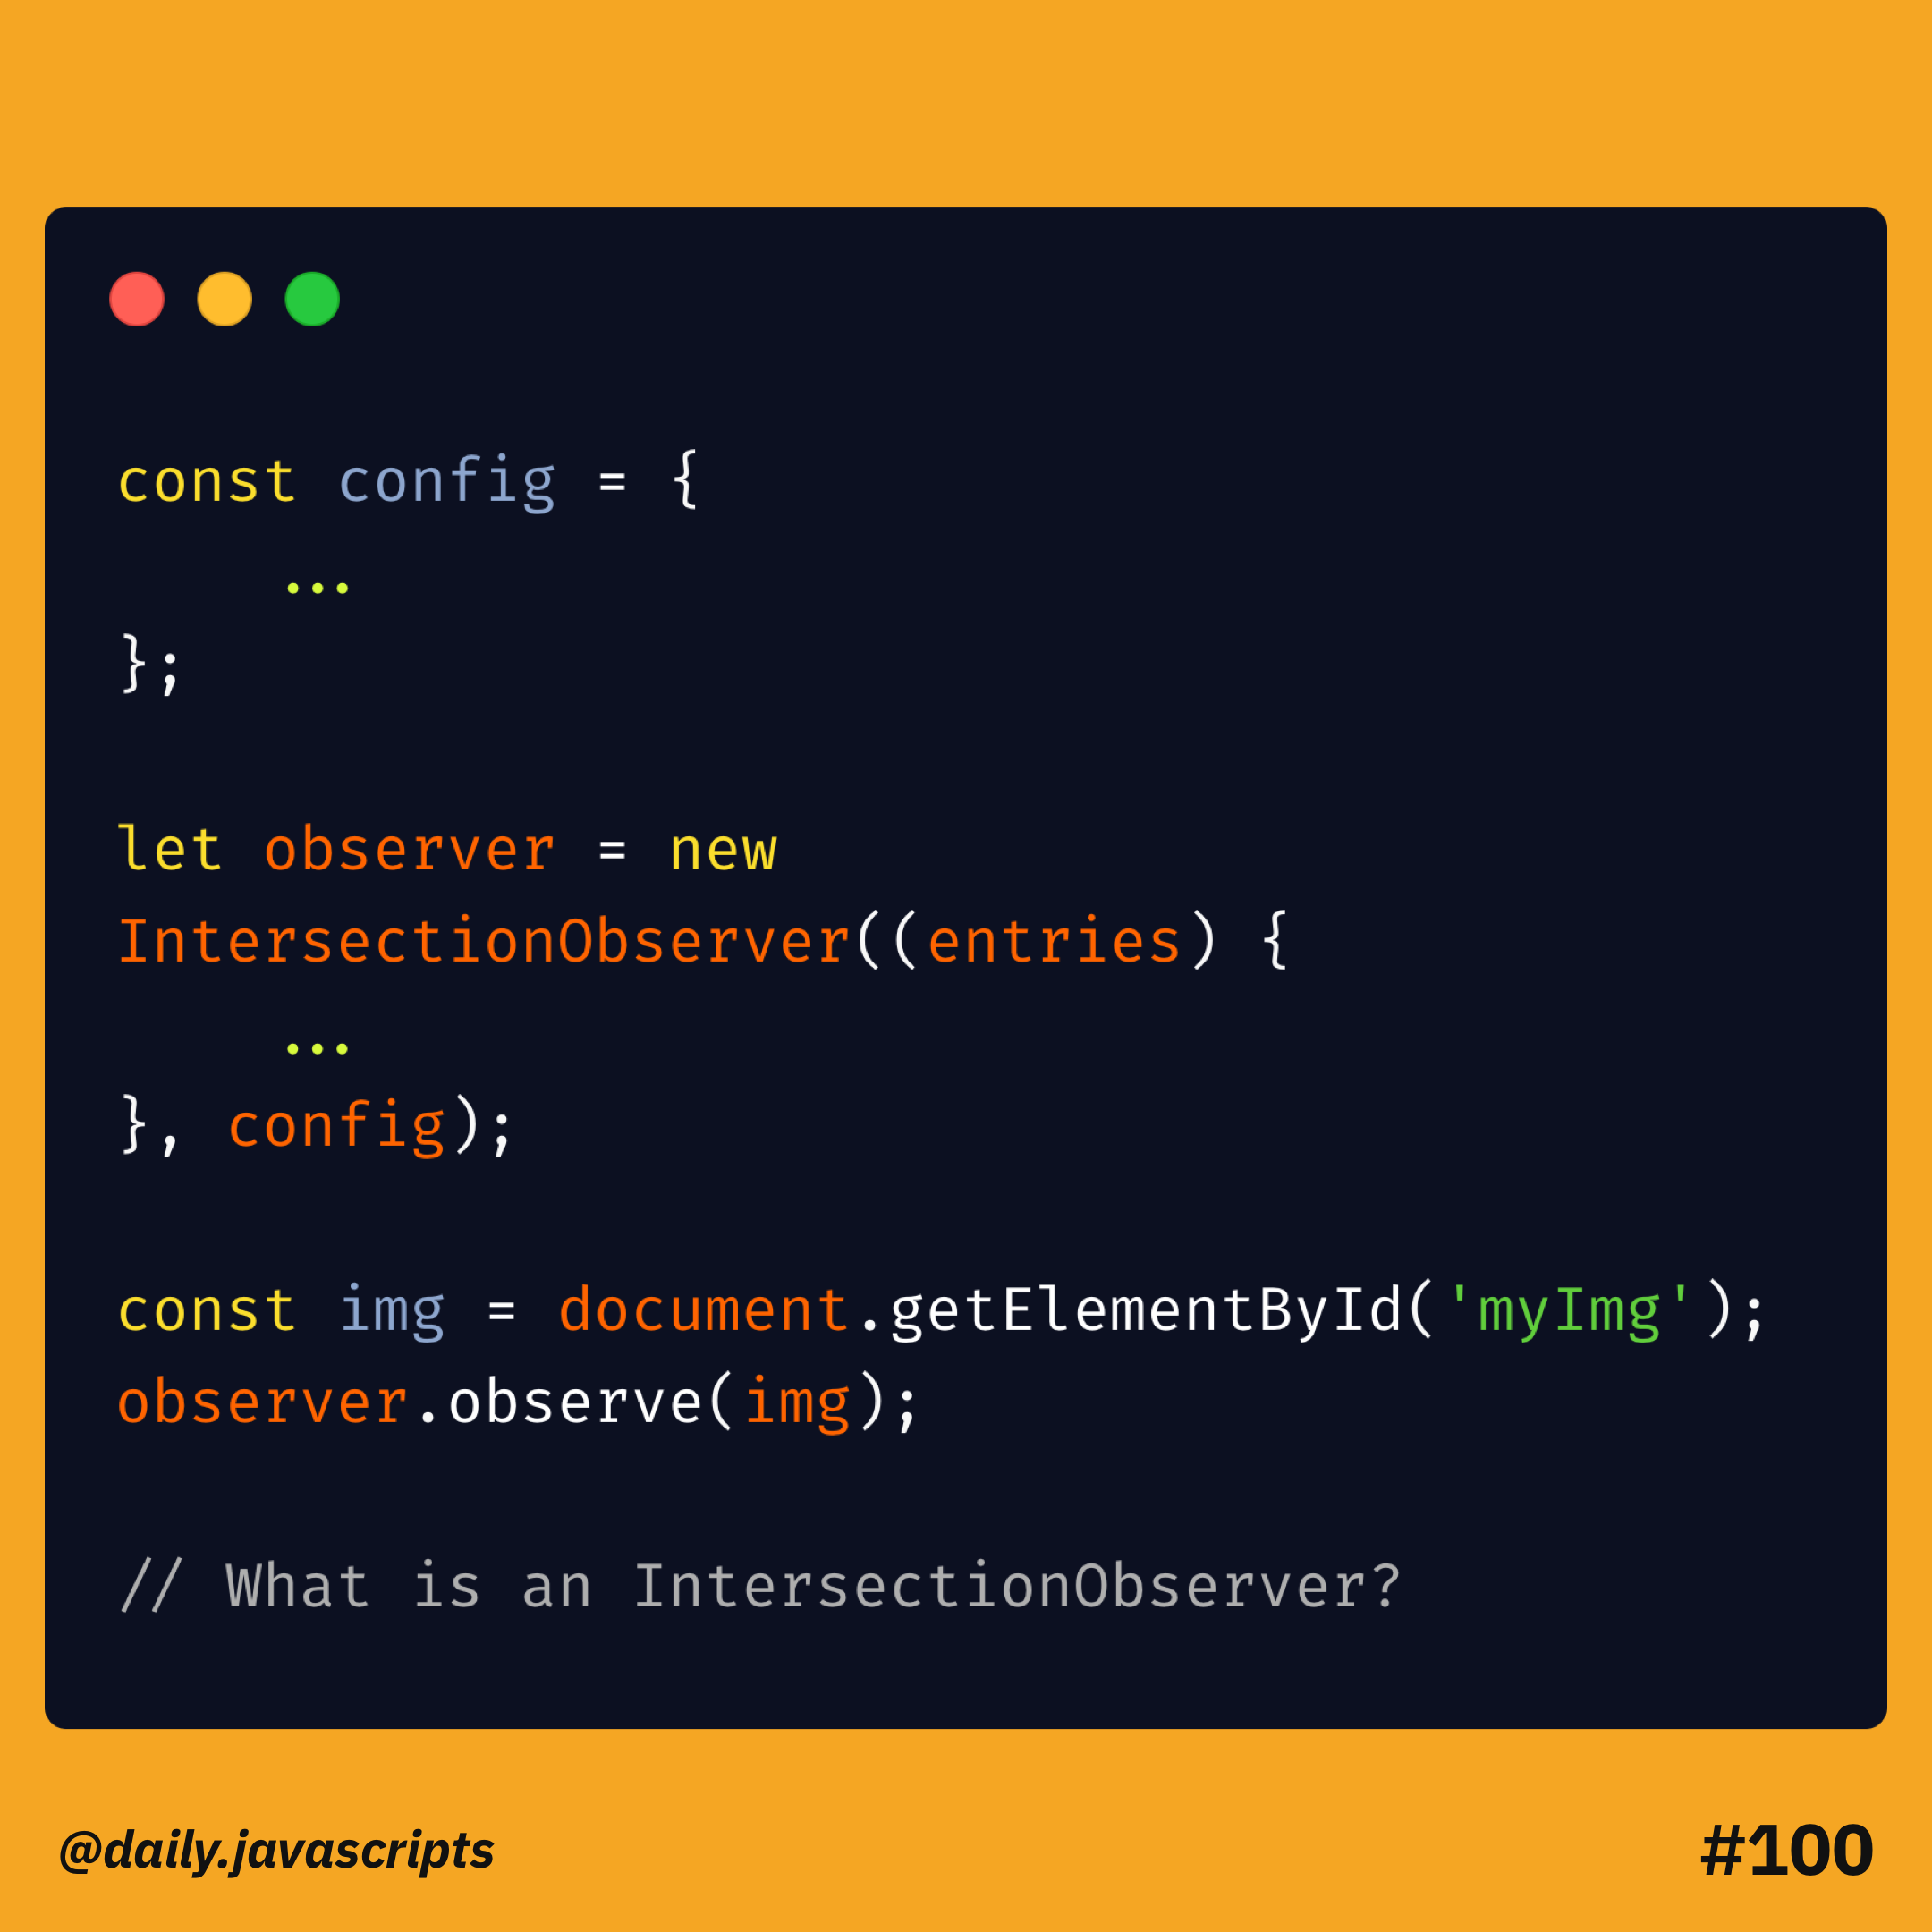 const config = {
...
};
let observer = new
IntersectionObserver((entries) {
...
}, config);
const img = document.getElementById('myImg');
observer.observe(img);
// What is an IntersectionObserver?
@daily.javascripts
#100